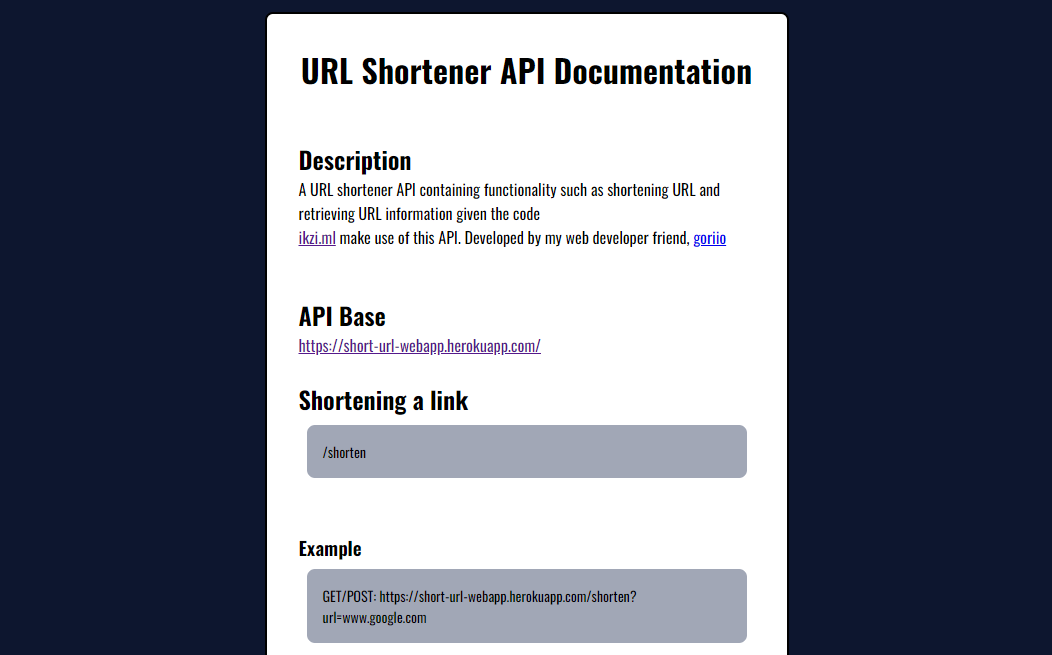 URL Shortener API Documentation
Description
A URL shortener API containing functionality such as shortening URL and
retrieving URL information given the code
ikzi.ml make use of this API. Developed by my web developer friend, goriio
API Base
https://short-url-webapp.herokuapp.com/
Shortening a link
/shorten
Example
GET/POST: https://short-url-webapp.herokuapp.com/shorten?
url=www.google.com